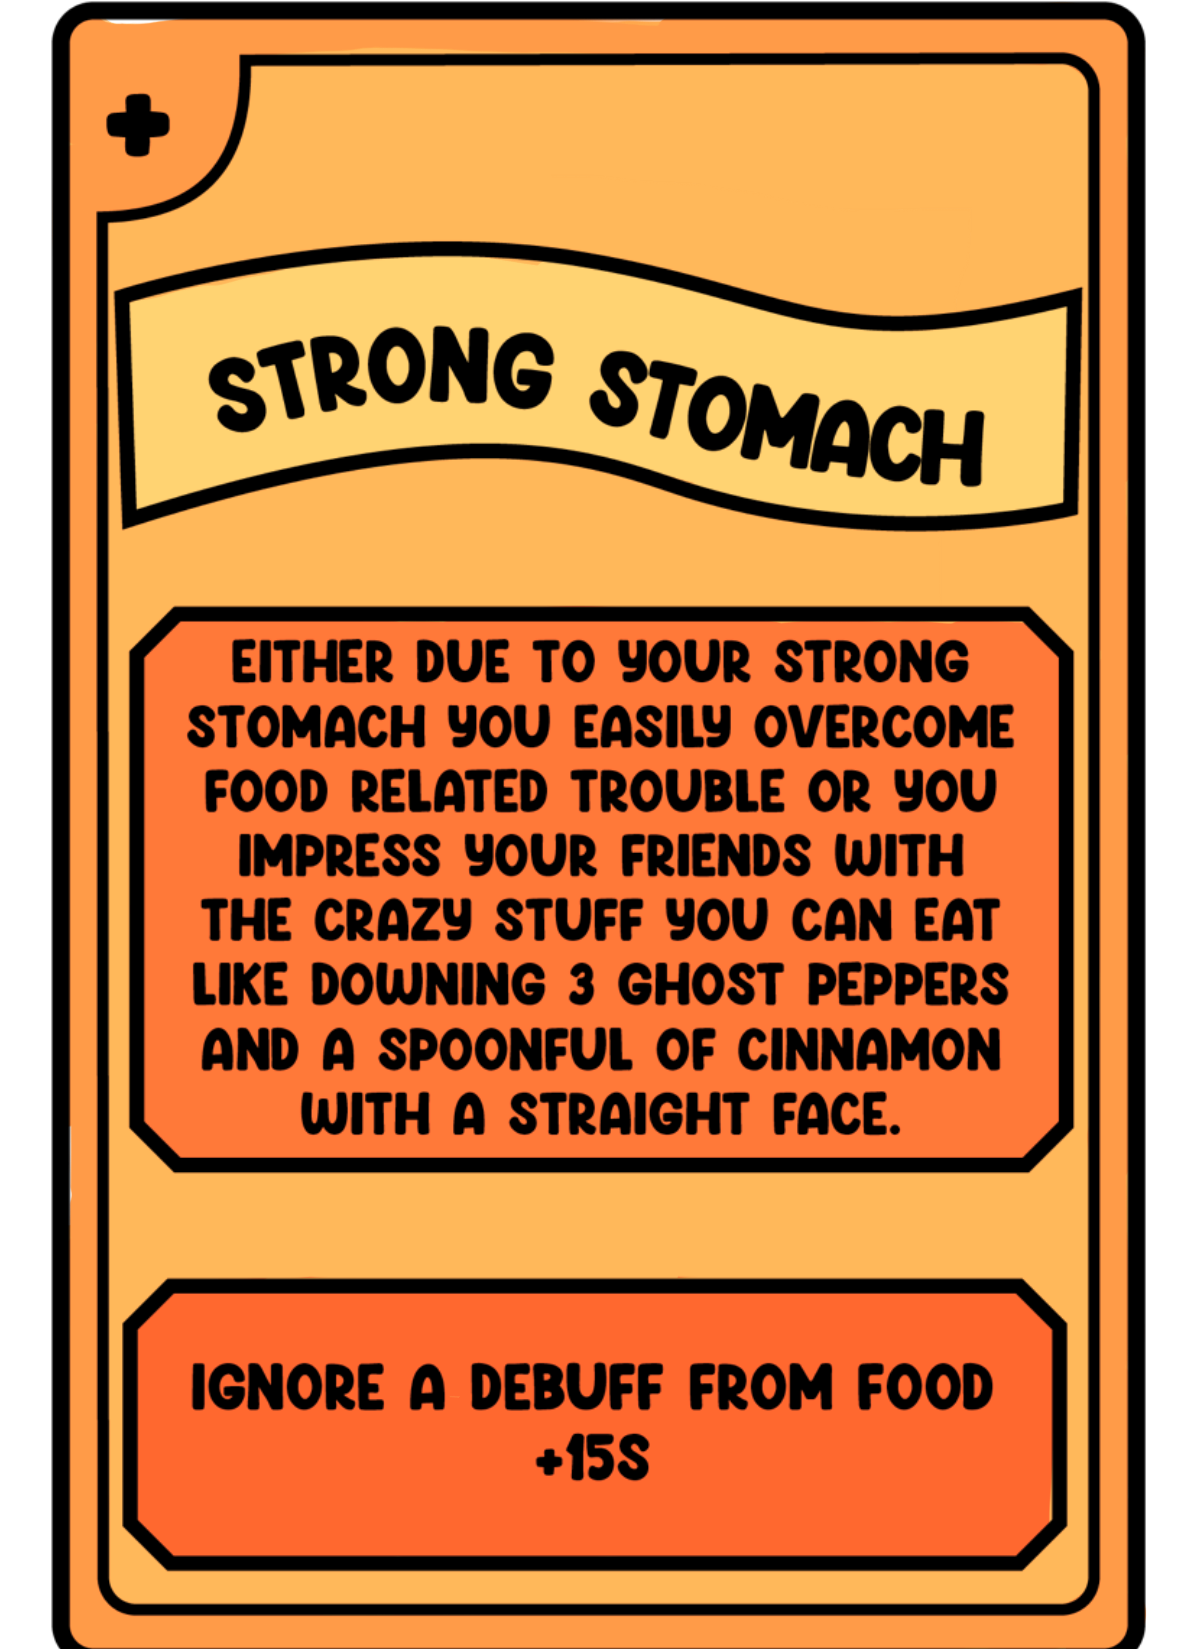 +
STRONG STOMACH
EITHER DUE TO YOUR STRONG
STOMACH YOU EASILY OVERCOME
FOOD RELATED TROUBLE OR YOU
IMPRESS YOUR FRIENDS WITH
THE CRAZY STUFF YOU CAN EAT
LIKE DOWNING 3 GHOST PEPPERS
AND A SPOONFUL OF CINNAMON
WITH A STRAIGHT FACE.
IGNORE A DEBUFF FROM FOOD
+15S